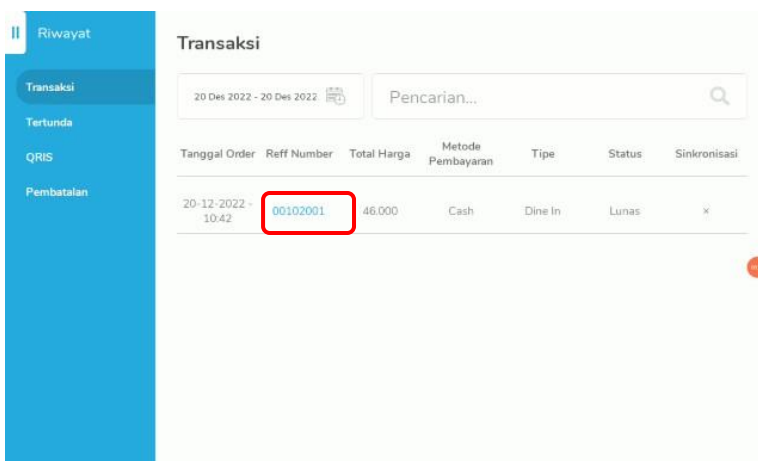 Riwayat
Transaksi
Tertunda
QRIS
Pembatalan
Transaksi
20 Des 2022 - 20 Des 2022
Pencarian...
Tanggal Order Reff Number Total Harga Metode Pembayaran Tipe Status Sinkronisasi
20-12-2022 - 10:42 00102001 46.000 Cash Dine In Lunas ×